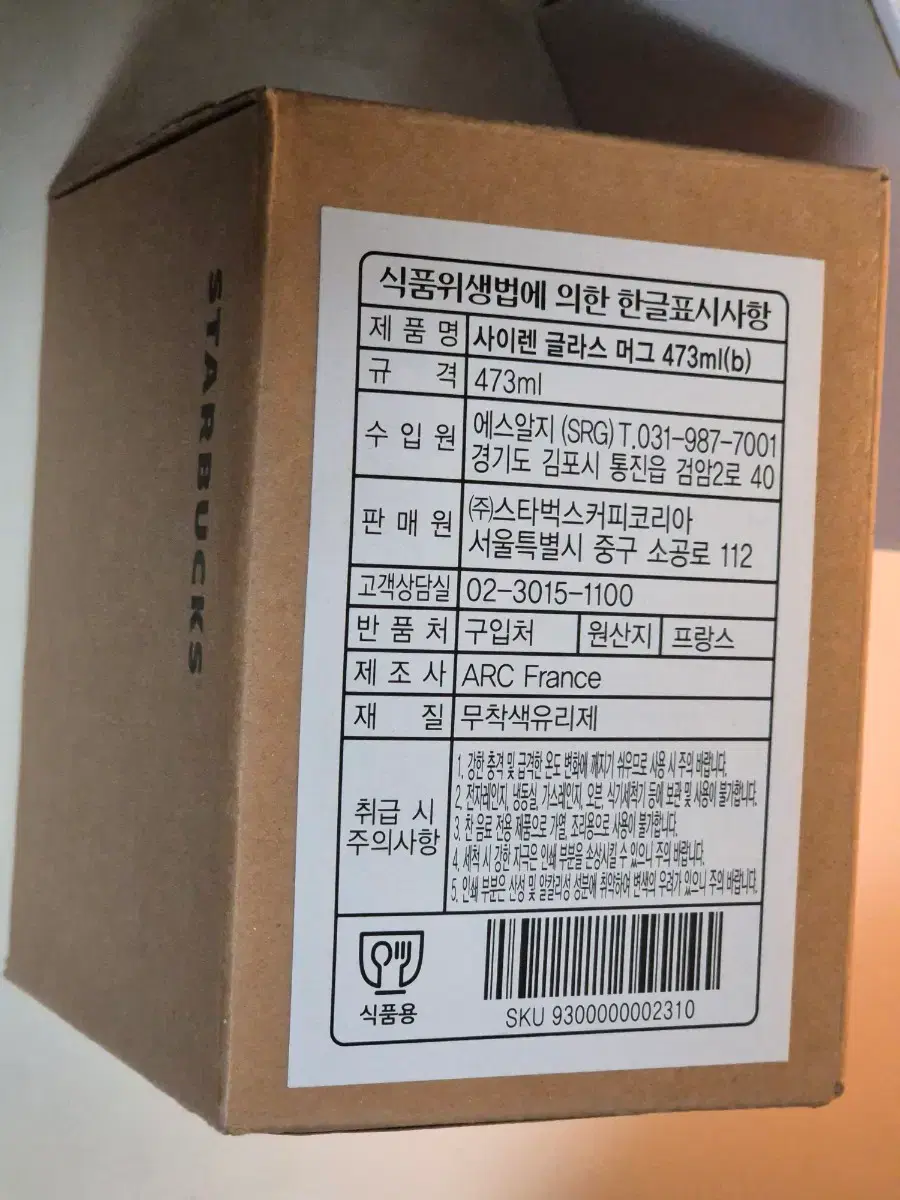 STARBUCKS
식품위생법에 의한 한글표시사항
제 품 명 사이렌 글라스 머그 473ml(b)
규 격 473ml
수 입 원 에스알지 (SRG) T.031-987-7001
경기도 김포시 통진읍 검암2로 40
판 매 원 ㈜스타벅스커피코리아
서울특별시 중구 소공로 112
고객상담실 02-3015-1100
반 품 처 구입처 원산지 프랑스
제 조 사 ARC France
재 질 무착색유리제
취급 시 주의사항
1. 강한 충격 및 급격한 온도 변화에 깨지기 쉬우므로 사용 시 주의 바랍니다.
2. 전자레인지, 냉동실, 가스레인지, 오븐, 식기세척기 등에 보관 및 사용이 불가합니다.
3. 찬 음료 전용 제품으로 가열, 조리용으로 사용이 불가합니다.
4. 세척 시 강한 자극은 인쇄 부분을 손상시킬 수 있으니 주의 바랍니다.
5. 인쇄 부분은 산성 및 알칼리성 성분에 취약하여 변색의 우려가 있으니 주의 바랍니다.
식품용
SKU 9300000002310